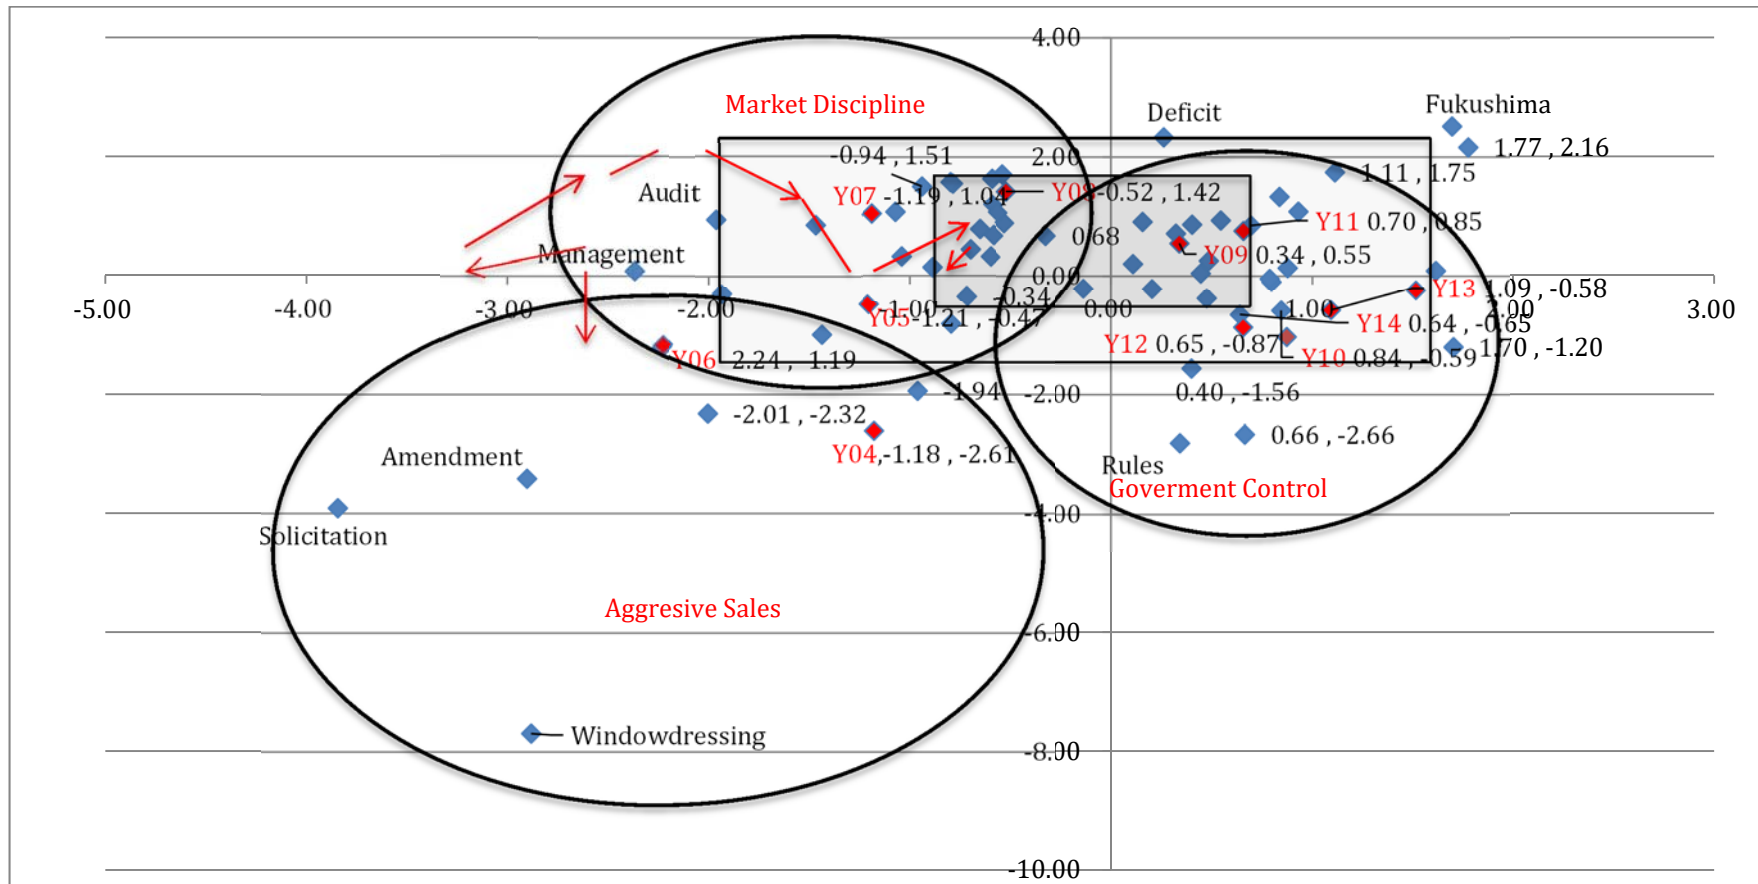 4.00
Market Discipline
Deficit
Fukushima
-0.94 , 1.51
2.00
1.77 , 2.16
1.11 , 1.75
Audit
Y07 -1.19 , 1.04
Y08 -0.52 , 1.42
Y11 0.70 , 0.85
0.68
Management
Y09 0.34 , 0.55
0.00
-0.34
Y13 1.09 , -0.58
-5.00
-4.00
-3.00
-2.00
-1.00
0.00
1.00
2.00
3.00
Y05 -1.21 , -0.47
Y14 0.64 , -0.65
Y12 0.65 , -0.87
Y10 0.84 , -0.59
1.70 , -1.20
Y06 2.24 , 1.19
-1.94
-2.00
0.40 , -1.56
-2.01 , -2.32
Y04,-1.18 , -2.61
0.66 , -2.66
Amendment
Rules
Goverment Control
-4.00
Solicitation
Aggresive Sales
-6.00
Windowdressing
-8.00
-10.00